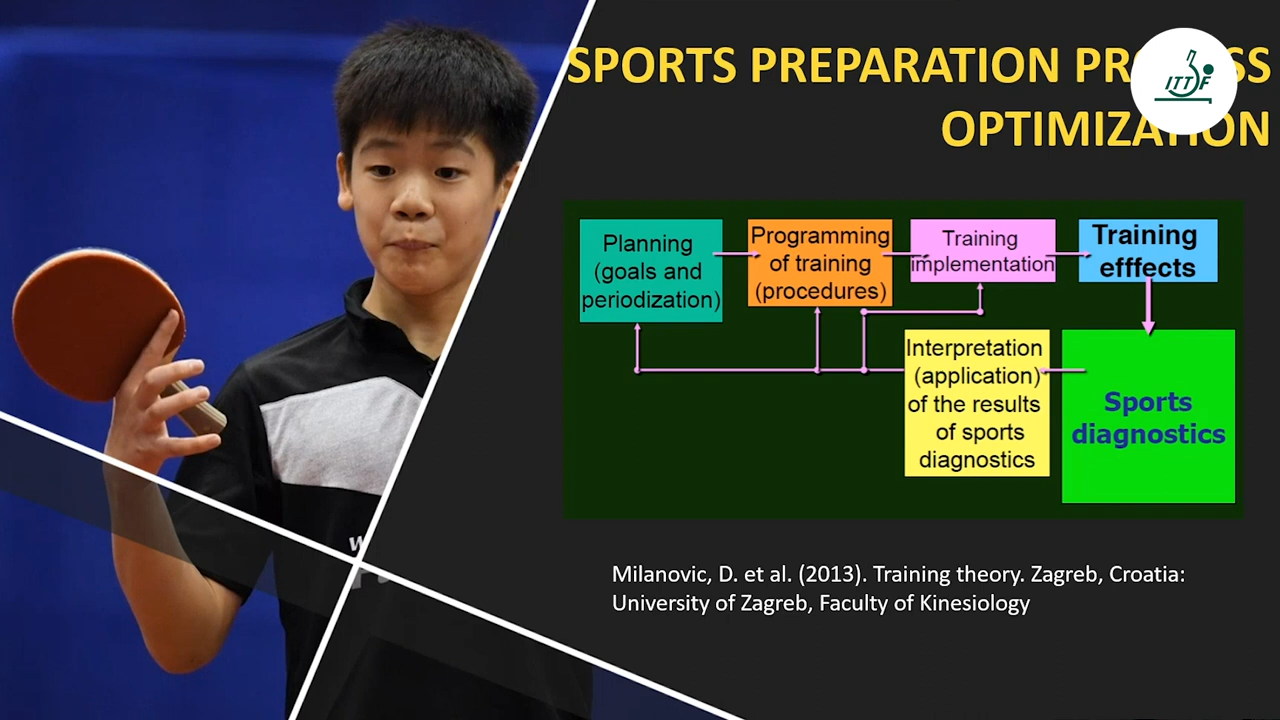 SPORTS PREPARATION PR SS
ITTF
OPTIMIZATION
Planning
(goals and
periodization)
Programming
of training
(procedures)
Training
implementation
Training
efffects
Interpretation
(application)
of the results
of sports
diagnostics
Sports
diagnostics
Milanovic, D. et al. (2013). Training theory. Zagreb, Croatia:
University of Zagreb, Faculty of Kinesiology